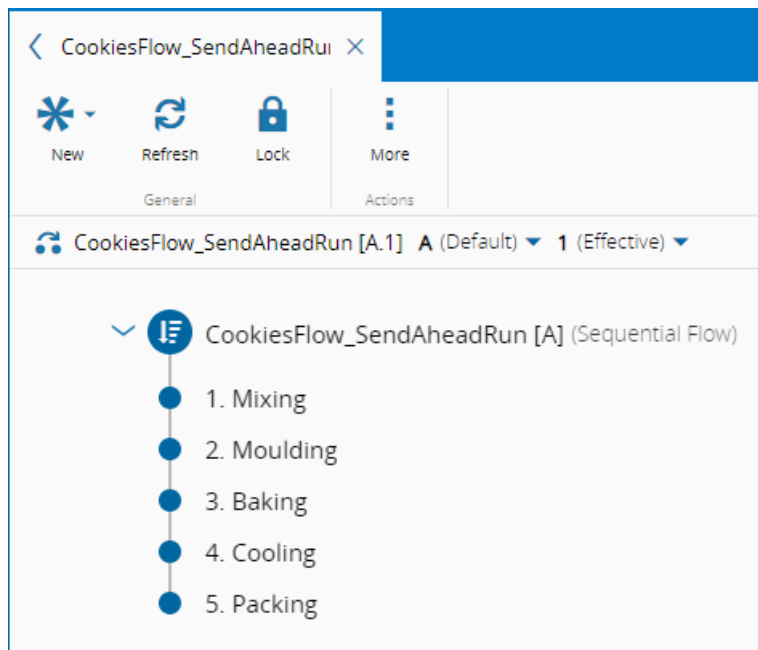 CookiesFlow_SendAheadRu
New Refresh Lock More
General Actions
CookiesFlow_SendAheadRun [A.1] A (Default) 1 (Effective)
CookiesFlow_SendAheadRun [A] (Sequential Flow)
1. Mixing
2. Moulding
3. Baking
4. Cooling
5. Packing